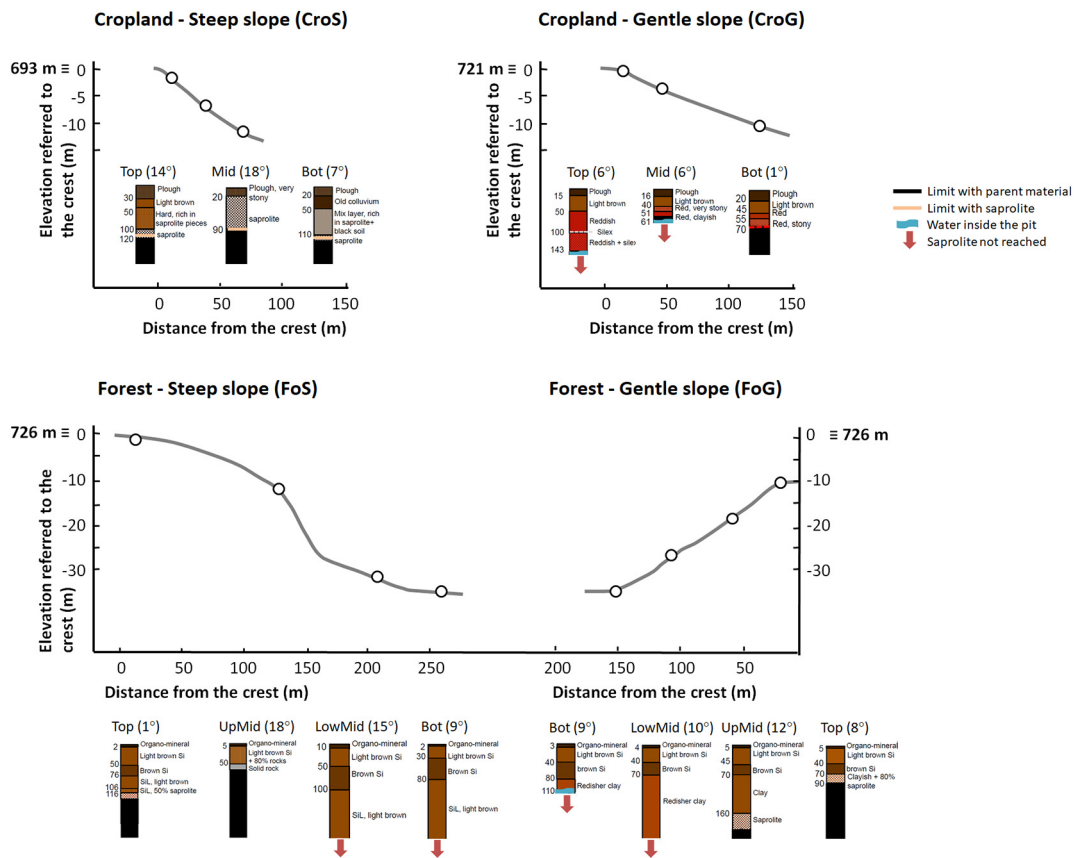 Cropland - Steep slope (CroS)
Cropland - Gentle slope (CroG)
693 m ≡ 0
-5
-10
Elevation referred to
the crest (m)
Top (14°)
Plough
30
Light brown
50
Hard, rich in
saprolite pieces
100
saprolite
120
Mid (18°)
Plough, very
stony
20
saprolite
90
Bot (7°)
Plough
20
Old colluvium
50
Mix layer, rich
in saprolite+
black soil
110
saprolite
0 50 100 150
Distance from the crest (m)
721 m ≡ 0
-5
-10
Elevation referred to
the crest (m)
Top (6°)
Plough
15
Light brown
50
Reddish
100
Silex
Reddish + silex
143
Mid (6°)
Plough
16
Light brown
40
Red, very stony
51
Red, clayish
61
Bot (1°)
Plough
20
Light brown
45
Red
55
Red, stony
70
0 50 100 150
Distance from the crest (m)
Limit with parent material
Limit with saprolite
Water inside the pit
Saprolite not reached
Forest - Steep slope (FoS)
Forest - Gentle slope (FoG)
726 m ≡ 0
-10
-20
-30
Elevation referred to the
crest (m)
0 50 100 150 200 250
Distance from the crest (m)
0 ≡ 726 m
-10
-20
-30
200 150 100 50 0
Distance from the crest (m)
Top (1°)
Organo-mineral
2
Light brown Si
50
Brown Si
76
SiL, light brown
106
SiL, 50% saprolite
116
UpMid (18°)
Organo-mineral
5
Light brown Si
+ 80% rocks
50
Solid rock
LowMid (15°)
Organo-mineral
10
Light brown Si
50
Brown Si
100
SiL, light brown
Bot (9°)
Organo-mineral
2
Light brown Si
30
Brown Si
80
SiL, light brown
Bot (9°)
Organo-mineral
3
Light brown Si
40
brown Si
80
Redisher clay
110
LowMid (10°)
Organo-mineral
4
Light brown Si
40
brown Si
70
Redisher clay
UpMid (12°)
Organo-mineral
4
Light brown Si
45
Brown Si
70
Clay
160
Saprolite
Top (8°)
Organo-mineral
5
Light brown Si
40
brown Si
70
Clayish + 80%
saprolite
90